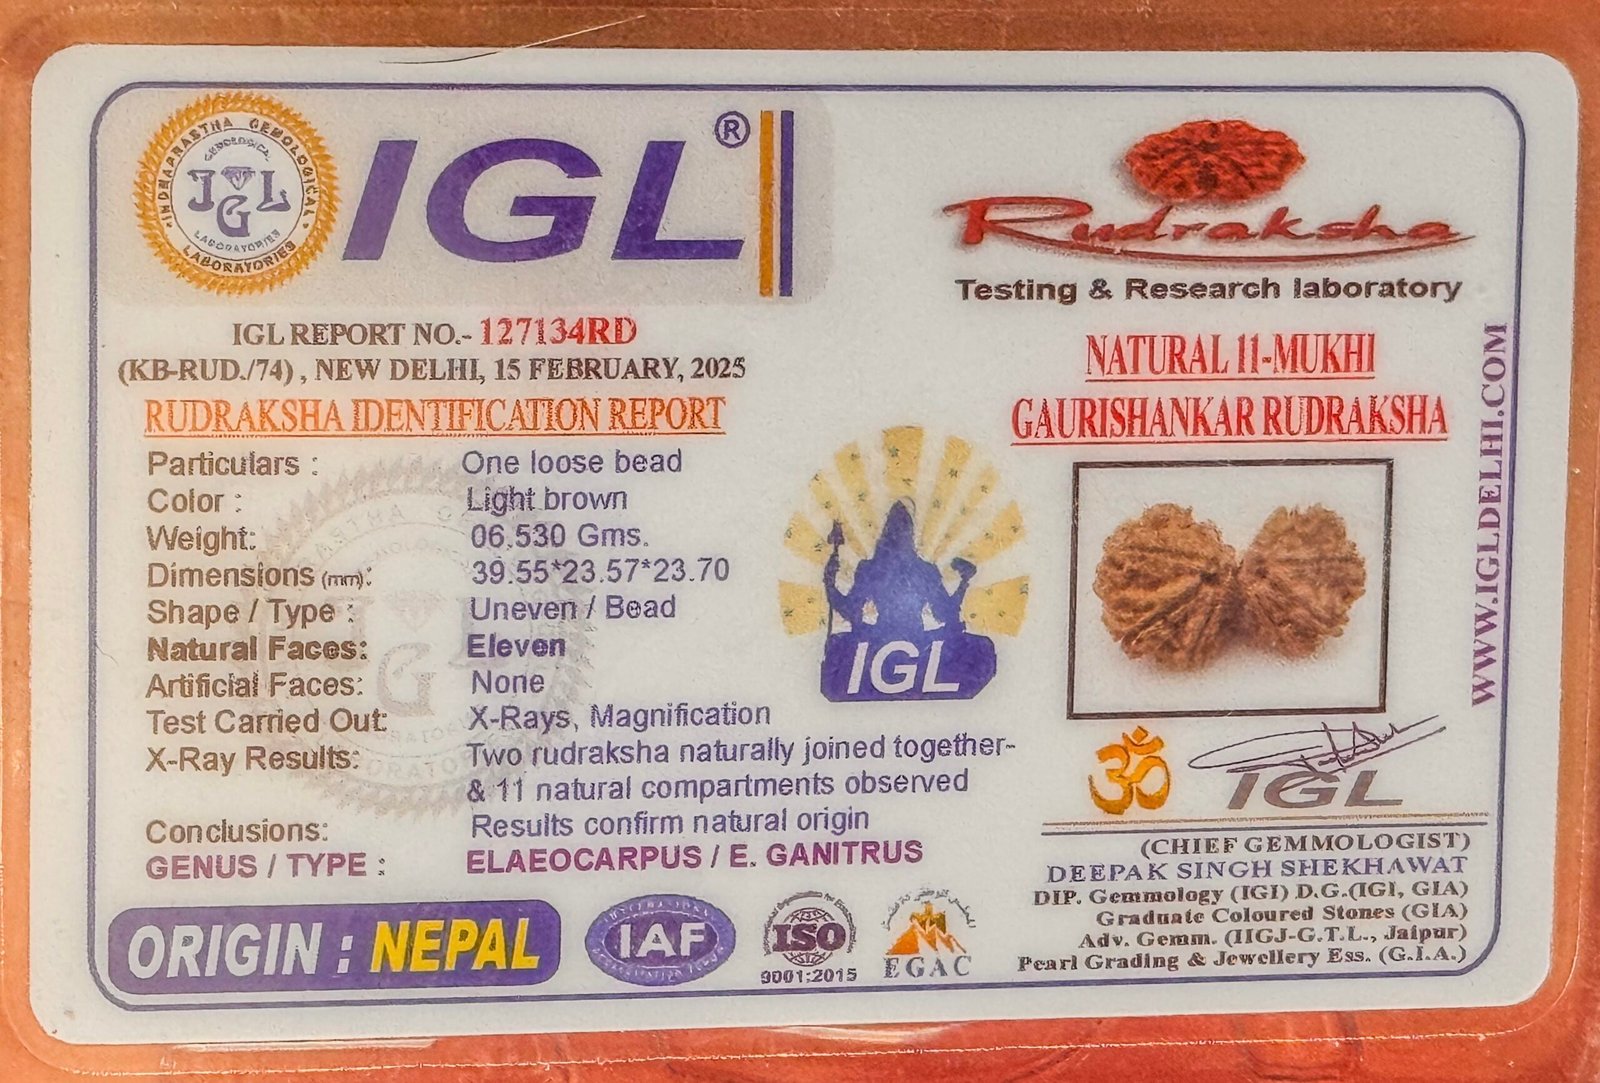 INDRAPRASTHA GEMOLOGICAL LABORATORIES
GEMOLOGICAL
IGL
LABORATORIES
IGL®
Rudraksha
Testing & Research laboratory
IGL REPORT NO.- 127134RD
(KB-RUD./74) , NEW DELHI, 15 FEBRUARY, 2025
RUDRAKSHA IDENTIFICATION REPORT
Particulars : One loose bead
Color : Light brown
Weight: 06.530 Gms.
Dimensions (mm): 39.55*23.57*23.70
Shape / Type : Uneven / Bead
Natural Faces: Eleven
Artificial Faces: None
Test Carried Out: X-Rays, Magnification
X-Ray Results: Two rudraksha naturally joined together-
& 11 natural compartments observed
Conclusions: Results confirm natural origin
GENUS / TYPE : ELAEOCARPUS / E. GANITRUS
ORIGIN : NEPAL
IAF
ISO
9001:2015
EGAC
IGL
NATURAL 11-MUKHI
GAURISHANKAR RUDRAKSHA
WWW.IGLDELHI.COM
ॐ
IGL
(CHIEF GEMMOLOGIST)
DEEPAK SINGH SHEKHAWAT
DIP. Gemmology (IGI) D.G.(IGI, GIA)
Graduate Coloured Stones (GIA)
Adv. Gemm. (IIGJ-G.T.L., Jaipur)
Pearl Grading & Jewellery Ess. (G.I.A.)